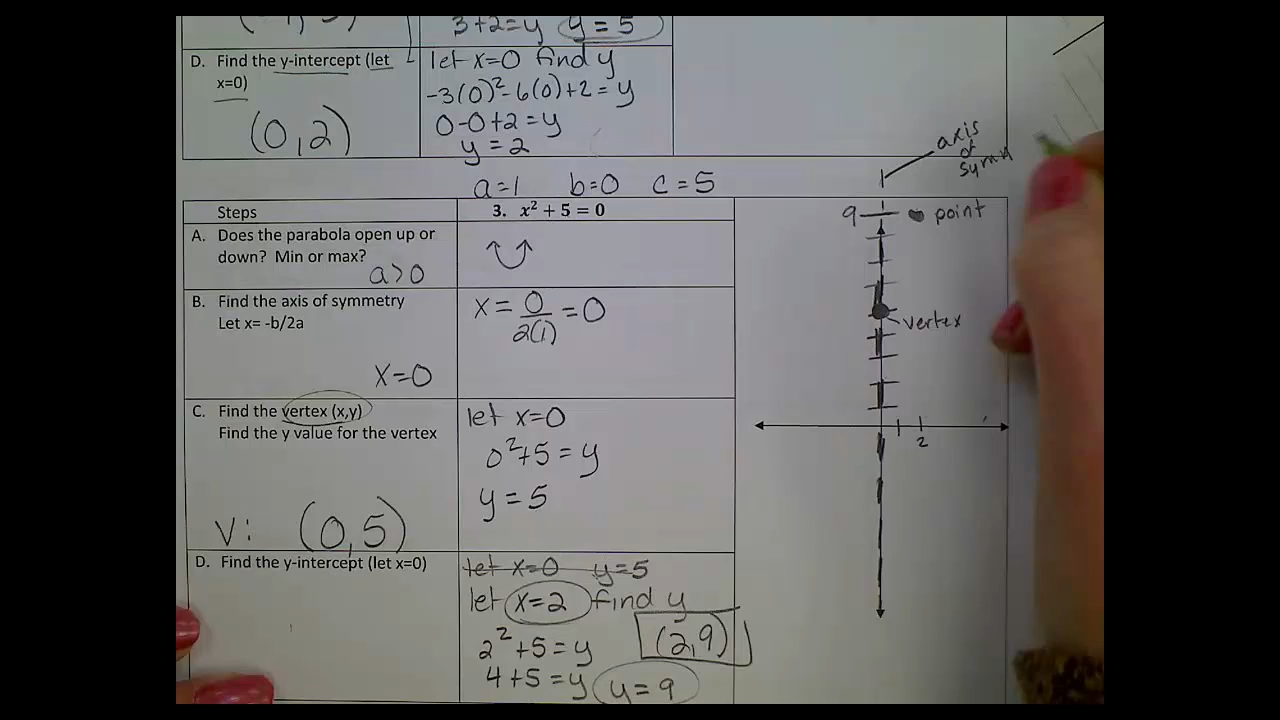 3+2=y y=5
D. Find the y-intercept (let
x=0)
(0,2)
let x=0 find y
-3(0)²-6(0)+2=y
0-0+2=y
y=2
a=1 b=0 c=5
Steps
3. x² + 5 = 0
A. Does the parabola open up or
down? Min or max?
a>0
B. Find the axis of symmetry
Let x= -b/2a
x=0
x=0/2(1)=0
C. Find the vertex (x,y)
Find the y value for the vertex
V: (0,5)
let x=0
0²+5=y
y=5
D. Find the y-intercept (let x=0)
let x=0 y=5
let x=2 find y
2²+5=y
4+5=y y=9
(2,9)
axis
of
symm
9
point
vertex
2